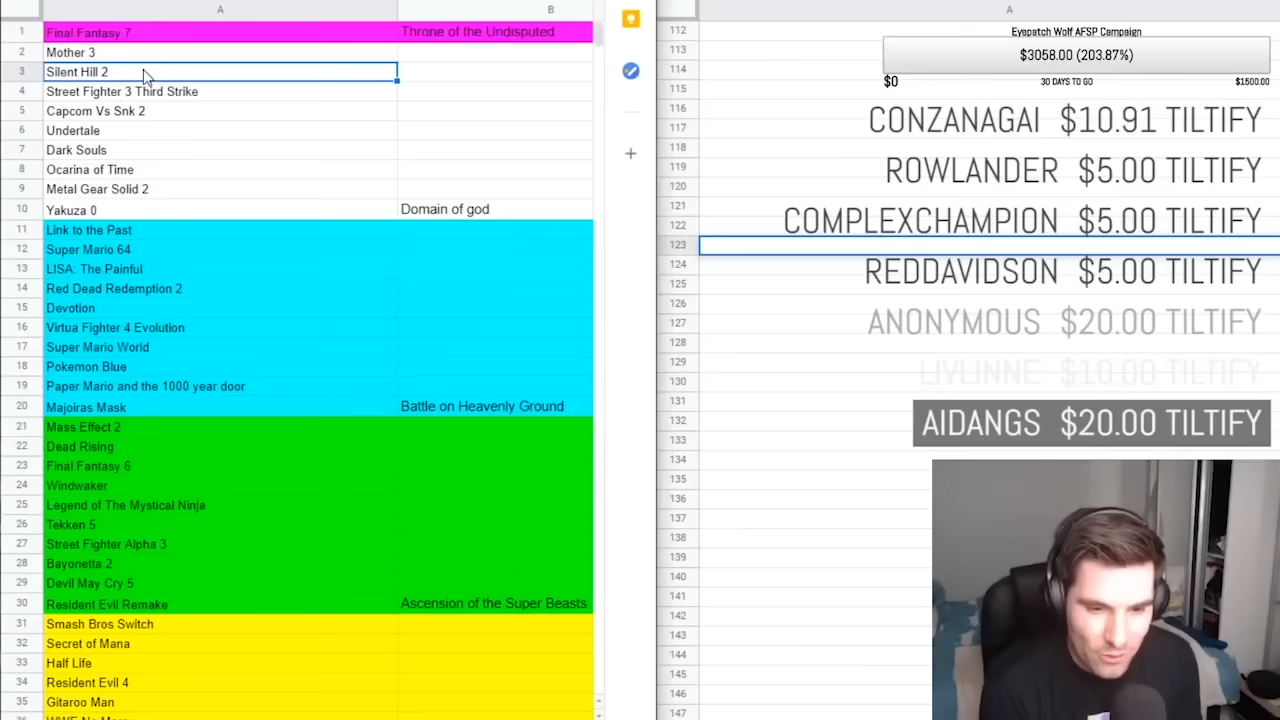 A
B
1 Final Fantasy 7 Throne of the Undisputed
2 Mother 3
3 Silent Hill 2
4 Street Fighter 3 Third Strike
5 Capcom Vs Snk 2
6 Undertale
7 Dark Souls
8 Ocarina of Time
9 Metal Gear Solid 2
10 Yakuza 0 Domain of god
11 Link to the Past
12 Super Mario 64
13 LISA: The Painful
14 Red Dead Redemption 2
15 Devotion
16 Virtua Fighter 4 Evolution
17 Super Mario World
18 Pokemon Blue
19 Paper Mario and the 1000 year door
20 Majoiras Mask Battle on Heavenly Ground
21 Mass Effect 2
22 Dead Rising
23 Final Fantasy 6
24 Windwaker
25 Legend of The Mystical Ninja
26 Tekken 5
27 Street Fighter Alpha 3
28 Bayonetta 2
29 Devil May Cry 5
30 Resident Evil Remake Ascension of the Super Beasts
31 Smash Bros Switch
32 Secret of Mana
33 Half Life
34 Resident Evil 4
35 Gitaroo Man
A
112
113
114
115
116
117
118
119
120
121
122
123
124
125
126
127
128
129
130
131
132
133
134
135
136
137
138
139
140
141
142
143
144
145
146
147
Eyepatch Wolf AFSP Campaign
$3058.00 (203.87%)
$0 30 DAYS TO GO $1500.00
CONZANAGAI $10.91 TILTIFY
ROWLANDER $5.00 TILTIFY
COMPLEXCHAMPION $5.00 TILTIFY
REDDAVIDSON $5.00 TILTIFY
ANONYMOUS $20.00 TILTIFY
LIVLINNE $10.00 TILTIFY
AIDANGS $20.00 TILTIFY